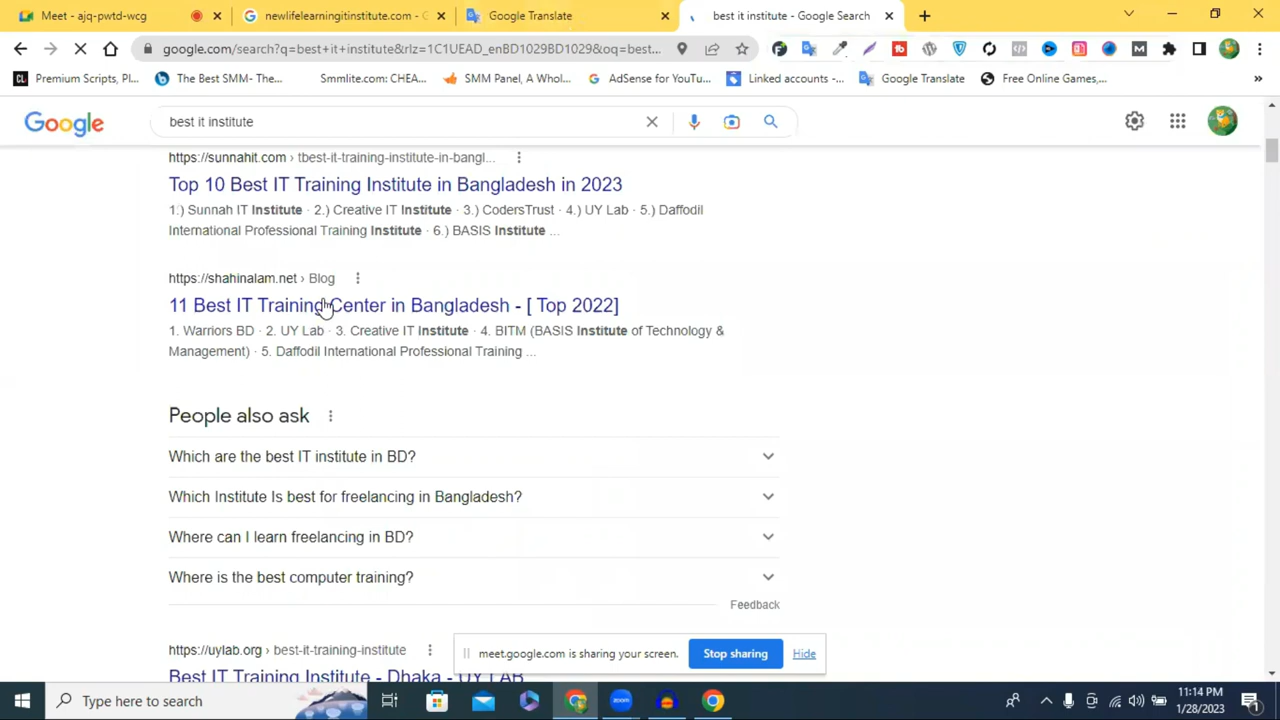 Meet - ajq-pwtd-wcg
newlifelearningitinstitute.com - G
Google Translate
best it institute - Google Search
google.com/search?q=best+it+institute&rlz=1C1UEAD_enBD1029BD1029&oq=best...
Premium Scripts, Pl...
The Best SMM- The...
Smmlite.com: CHEA...
SMM Panel, A Whol...
AdSense for YouTu...
Linked accounts -...
Google Translate
Free Online Games,...
Google
best it institute
https://sunnahit.com › tbest-it-training-institute-in-bangl...
Top 10 Best IT Training Institute in Bangladesh in 2023
1.) Sunnah IT Institute · 2.) Creative IT Institute · 3.) CodersTrust · 4.) UY Lab · 5.) Daffodil
International Professional Training Institute · 6.) BASIS Institute ...
https://shahinalam.net › Blog
11 Best IT Training Center in Bangladesh - [ Top 2022]
1. Warriors BD · 2. UY Lab · 3. Creative IT Institute · 4. BITM (BASIS Institute of Technology &
Management) · 5. Daffodil International Professional Training ...
People also ask
Which are the best IT institute in BD?
Which Institute Is best for freelancing in Bangladesh?
Where can I learn freelancing in BD?
Where is the best computer training?
Feedback
https://uylab.org › best-it-training-institute
Best IT Training Institute - Dhaka - UY LAB
meet.google.com is sharing your screen.
Stop sharing
Hide
Type here to search
zoom
11:14 PM
1/28/2023